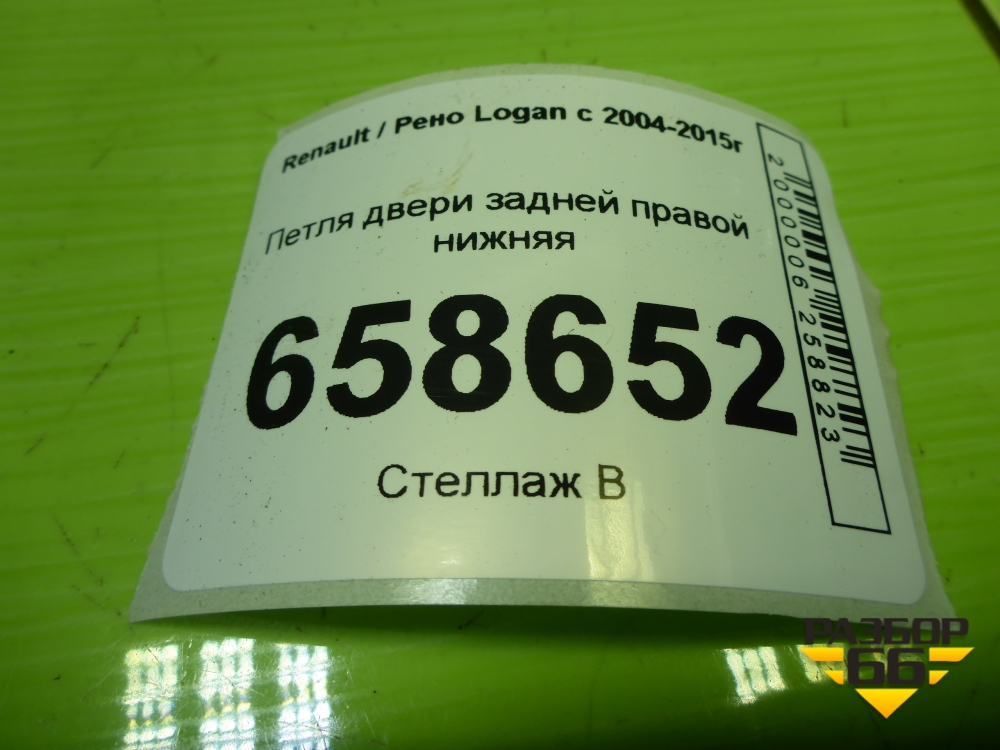 Renault / Рено Logan с 2004-2015г
Петля двери задней правой
нижняя
658652
Стеллаж В
2000006258823
РАЗБОР
66